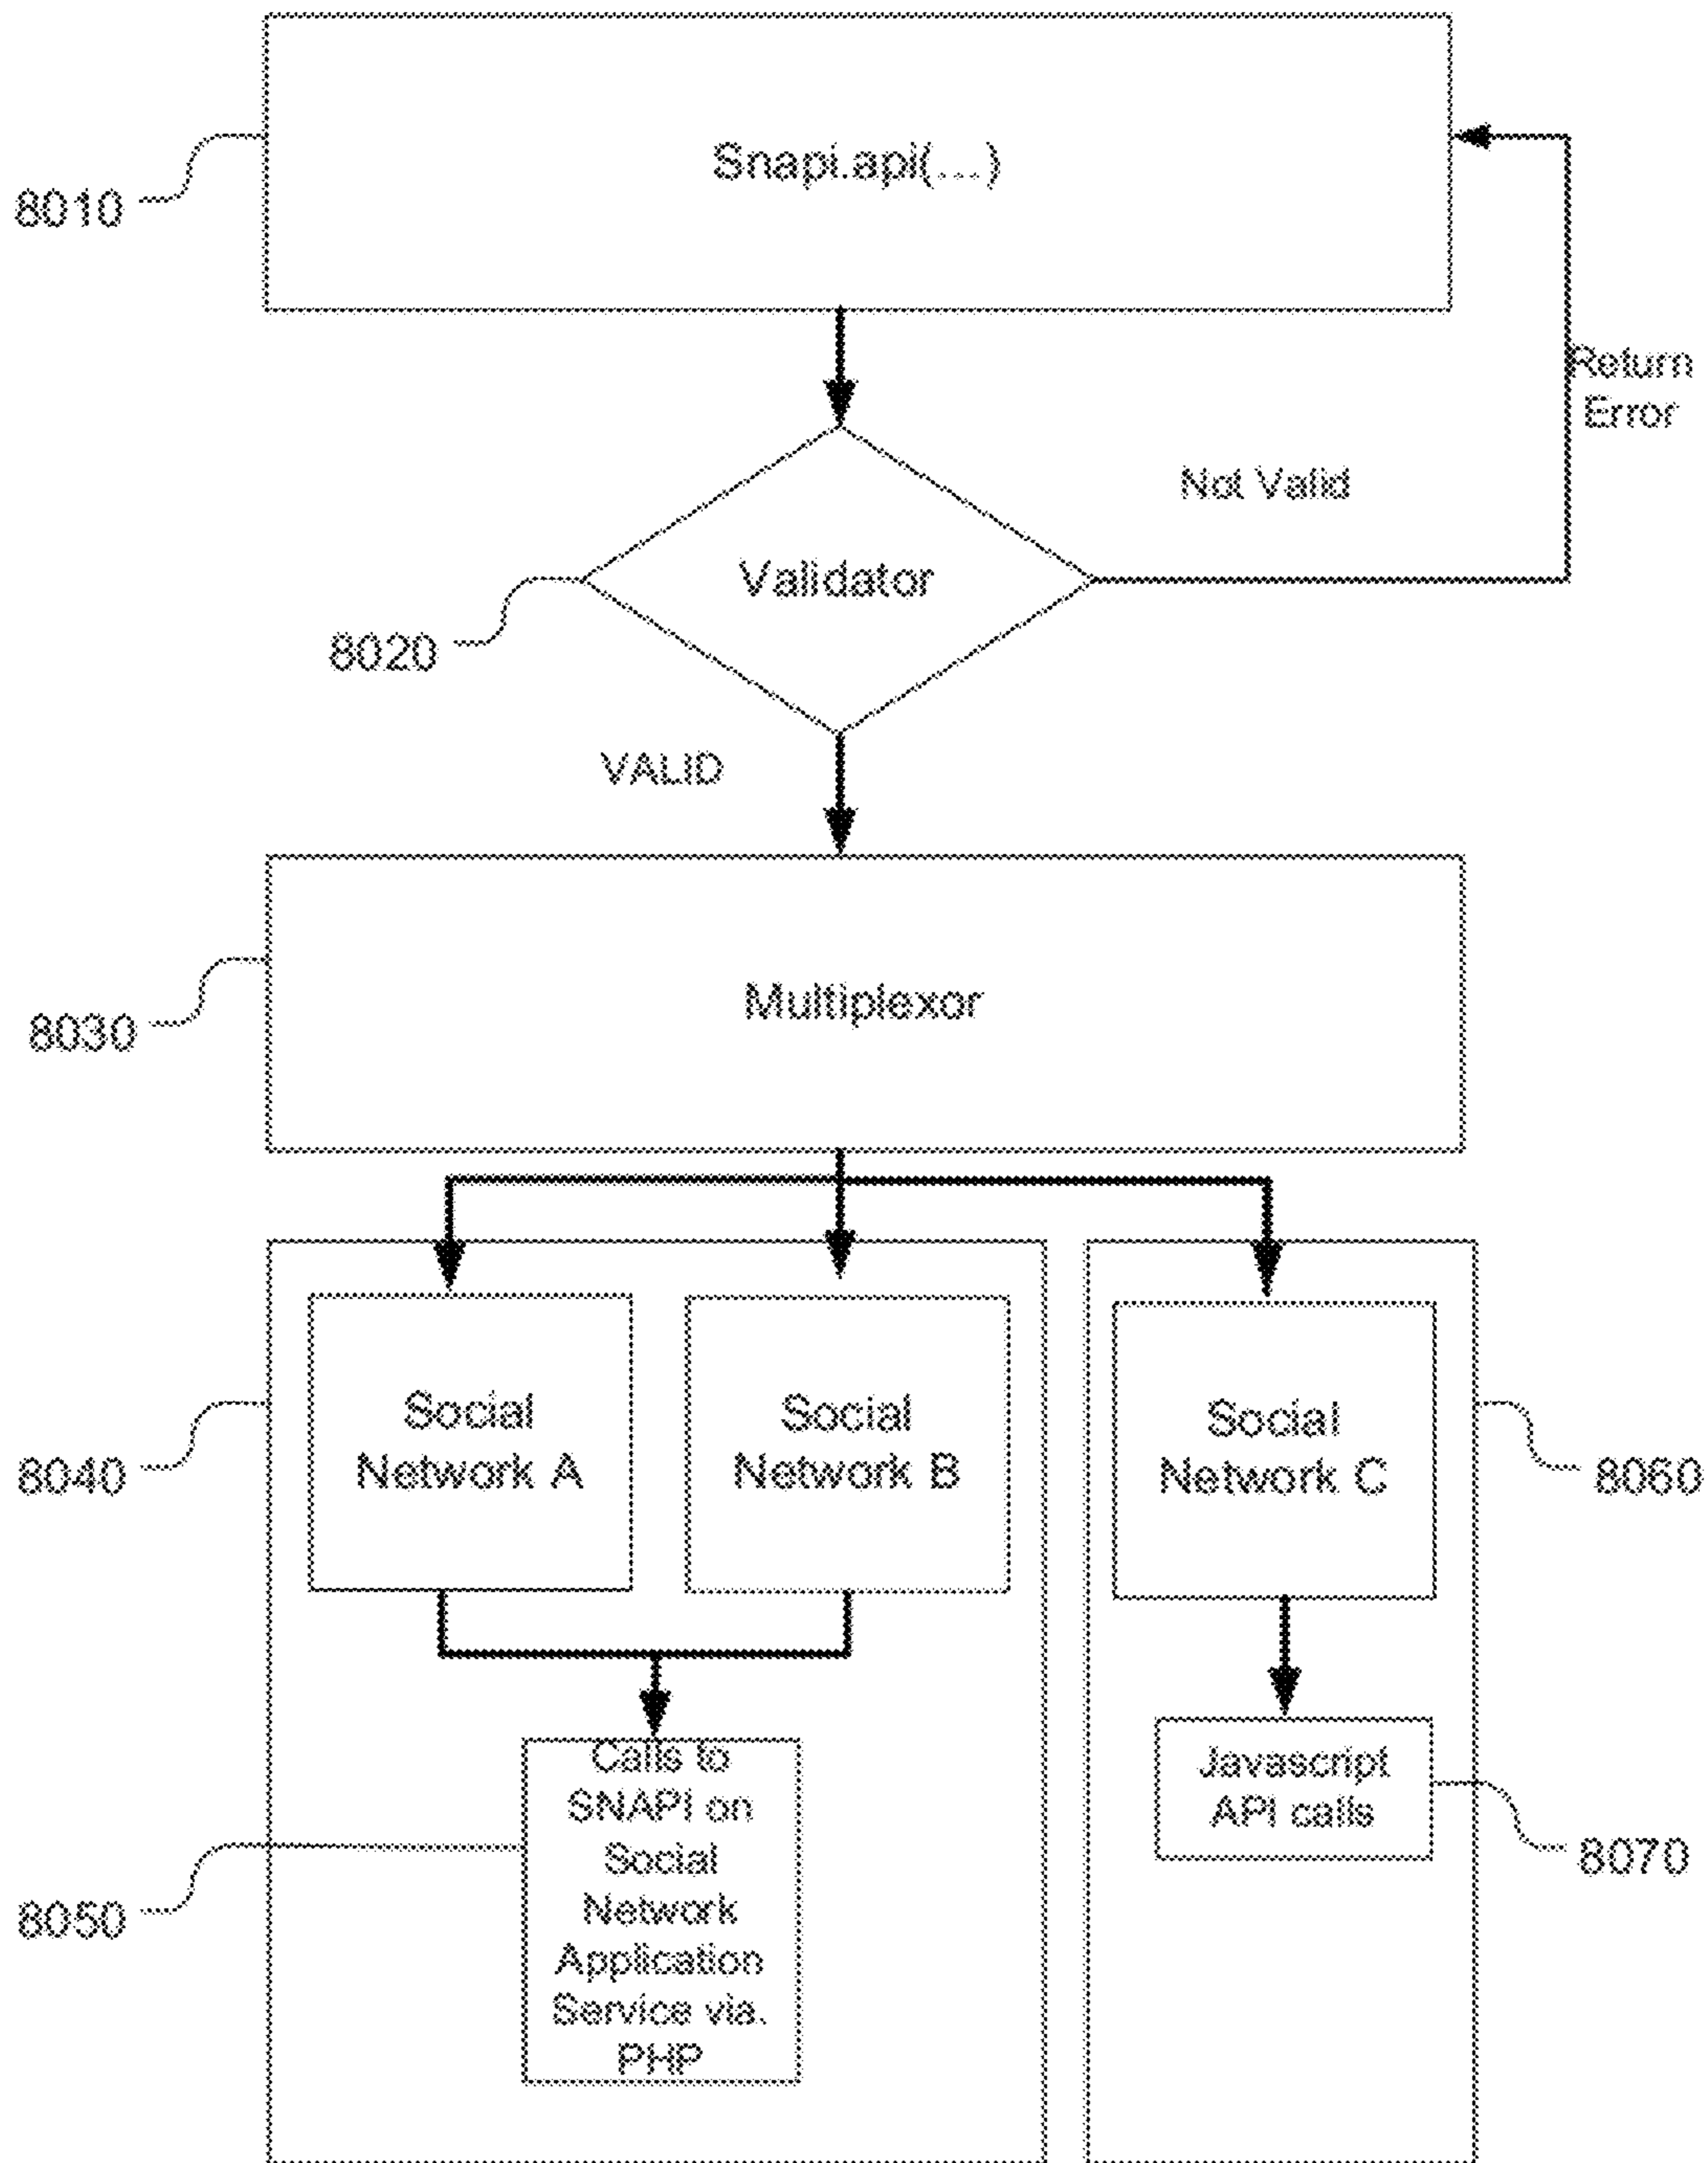 Snapi.api(...)
8010
Return
Error
Not Valid
Validator
8020
VALID
Multiplexor
8030
Social
Network A
Social
Network B
Social
Network C
8040
8060
Calls to
SNAPI on
Social
Network
Application
Service via.
PHP
Javascript
API calls
8050
8070